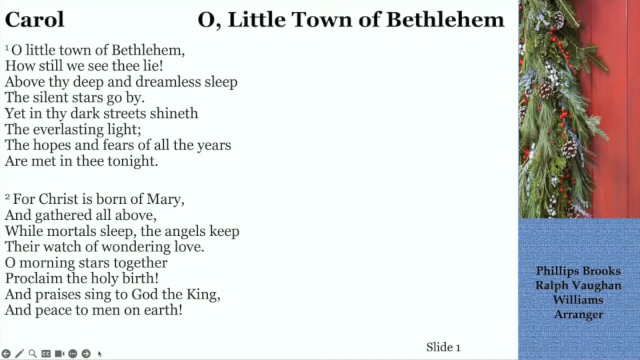 Carol O, Little Town of Bethlehem
1 O little town of Bethlehem,
How still we see thee lie!
Above thy deep and dreamless sleep
The silent stars go by.
Yet in thy dark streets shineth
The everlasting light;
The hopes and fears of all the years
Are met in thee tonight.
2 For Christ is born of Mary,
And gathered all above,
While mortals sleep, the angels keep
Their watch of wondering love.
O morning stars together
Proclaim the holy birth!
And praises sing to God the King,
And peace to men on earth!
Phillips Brooks
Ralph Vaughan
Williams
Arranger
Slide 1